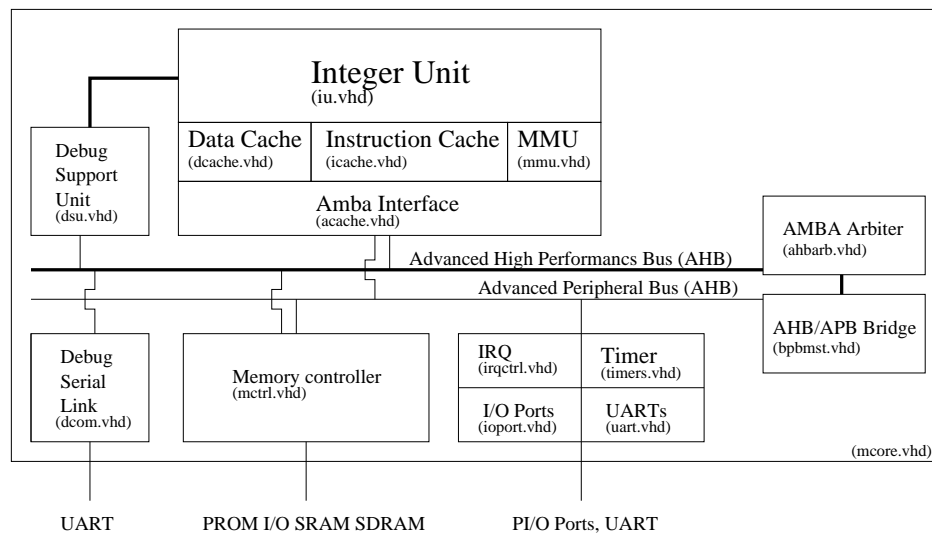 Integer Unit
(iu.vhd)
Data Cache
(dcache.vhd)
Instruction Cache
(icache.vhd)
MMU
(mmu.vhd)
Debug
Support
Unit
(dsu.vhd)
Amba Interface
(acache.vhd)
AMBA Arbiter
(ahbarb.vhd)
Advanced High Performancs Bus (AHB)
Advanced Peripheral Bus (AHB)
AHB/APB Bridge
(bpbmst.vhd)
Debug
Serial
Link
(dcom.vhd)
Memory controller
(mctrl.vhd)
IRQ
(irqctrl.vhd)
Timer
(timers.vhd)
I/O Ports
(ioport.vhd)
UARTs
(uart.vhd)
(mcore.vhd)
UART
PROM I/O SRAM SDRAM
PI/O Ports, UART